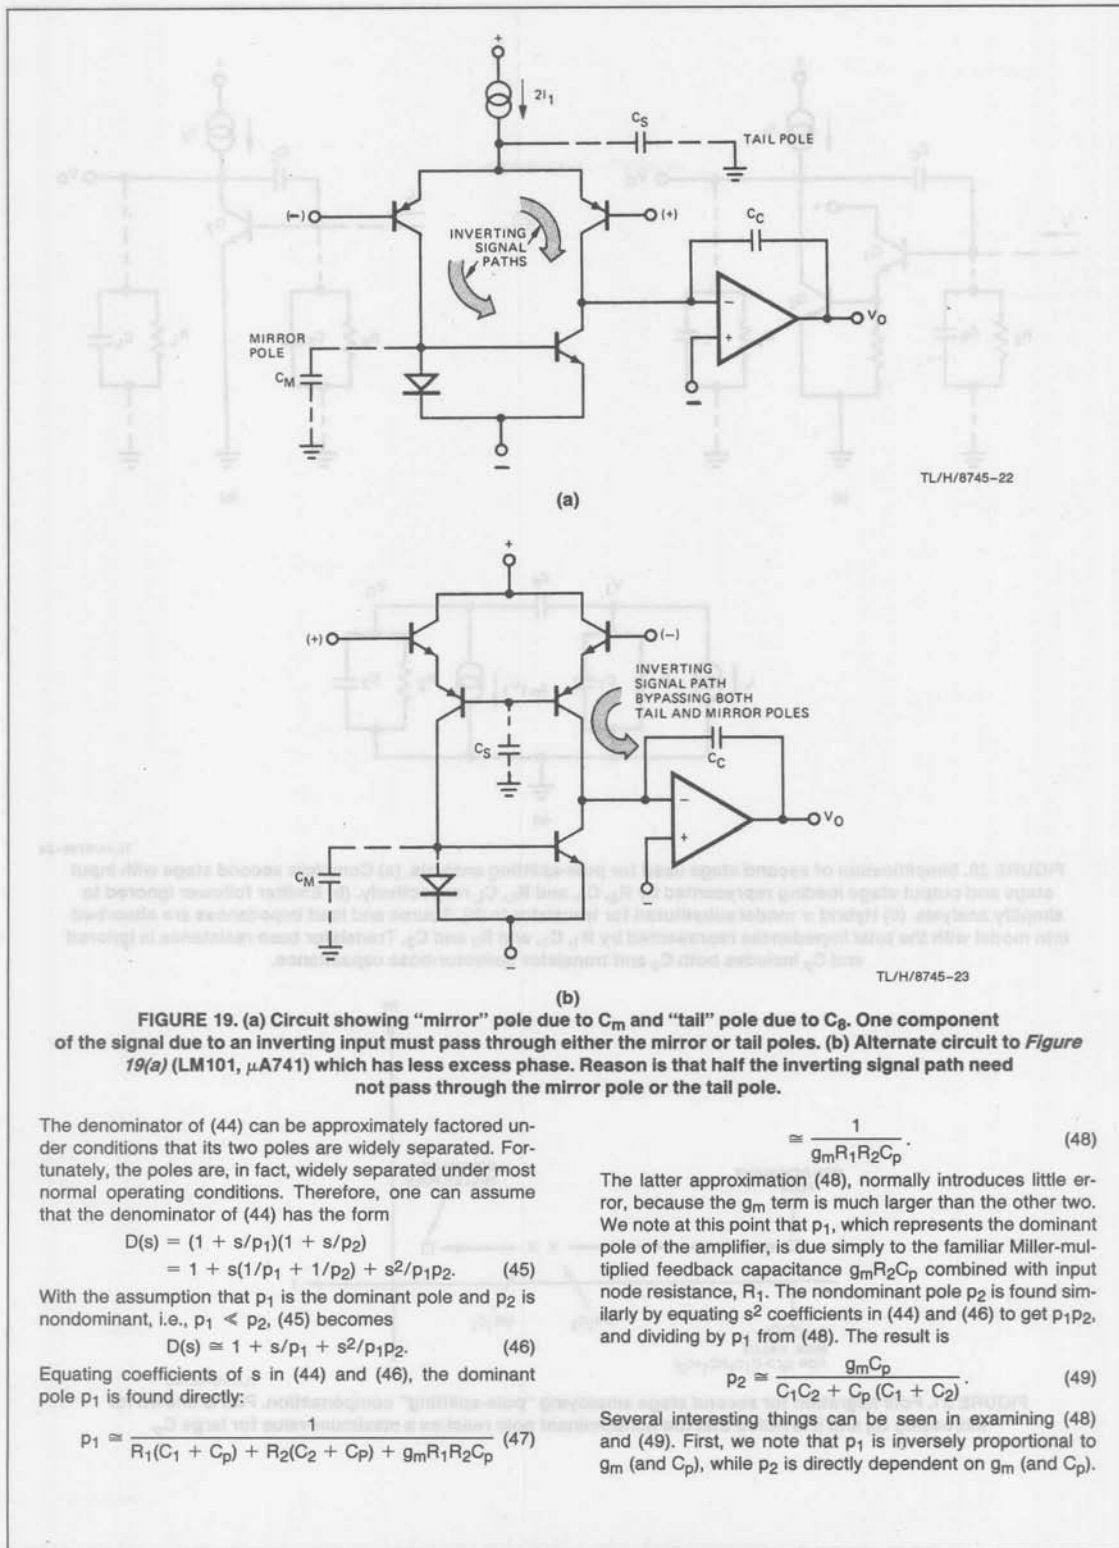 +
2I1
CS
TAIL POLE
(−)
(+)
INVERTING
SIGNAL
PATHS
CC
−
+
VO
MIRROR
POLE
CM
−
−
TL/H/8745–22
(a)
+
(+)
(−)
INVERTING
SIGNAL PATH
BYPASSING BOTH
TAIL AND MIRROR POLES
CS
CC
−
+
VO
CM
−
−
TL/H/8745–23
(b)
FIGURE 19. (a) Circuit showing “mirror” pole due to Cm and “tail” pole due to C8. One component
of the signal due to an inverting input must pass through either the mirror or tail poles. (b) Alternate circuit to Figure
19(a) (LM101, μA741) which has less excess phase. Reason is that half the inverting signal path need
not pass through the mirror pole or the tail pole.
The denominator of (44) can be approximately factored un-
der conditions that its two poles are widely separated. For-
tunately, the poles are, in fact, widely separated under most
normal operating conditions. Therefore, one can assume
that the denominator of (44) has the form
D(s) = (1 + s/p1)(1 + s/p2)
= 1 + s(1/p1 + 1/p2) + s²/p1p2. (45)
With the assumption that p1 is the dominant pole and p2 is
nondominant, i.e., p1 ≪ p2, (45) becomes
D(s) ≅ 1 + s/p1 + s²/p1p2. (46)
Equating coefficients of s in (44) and (46), the dominant
pole p1 is found directly:
p1 ≅ 1 / R1(C1 + Cp) + R2(C2 + CP) + gmR1R2Cp (47)
≅ 1 / gmR1R2Cp. (48)
The latter approximation (48), normally introduces little er-
ror, because the gm term is much larger than the other two.
We note at this point that p1, which represents the dominant
pole of the amplifier, is due simply to the familiar Miller-mul-
tiplied feedback capacitance gmR2Cp combined with input
node resistance, R1. The nondominant pole p2 is found sim-
ilarly by equating s² coefficients in (44) and (46) to get p1p2,
and dividing by p1 from (48). The result is
p2 ≅ gmCp / C1C2 + Cp (C1 + C2). (49)
Several interesting things can be seen in examining (48)
and (49). First, we note that p1 is inversely proportional to
gm (and Cp), while p2 is directly dependent on gm (and Cp).